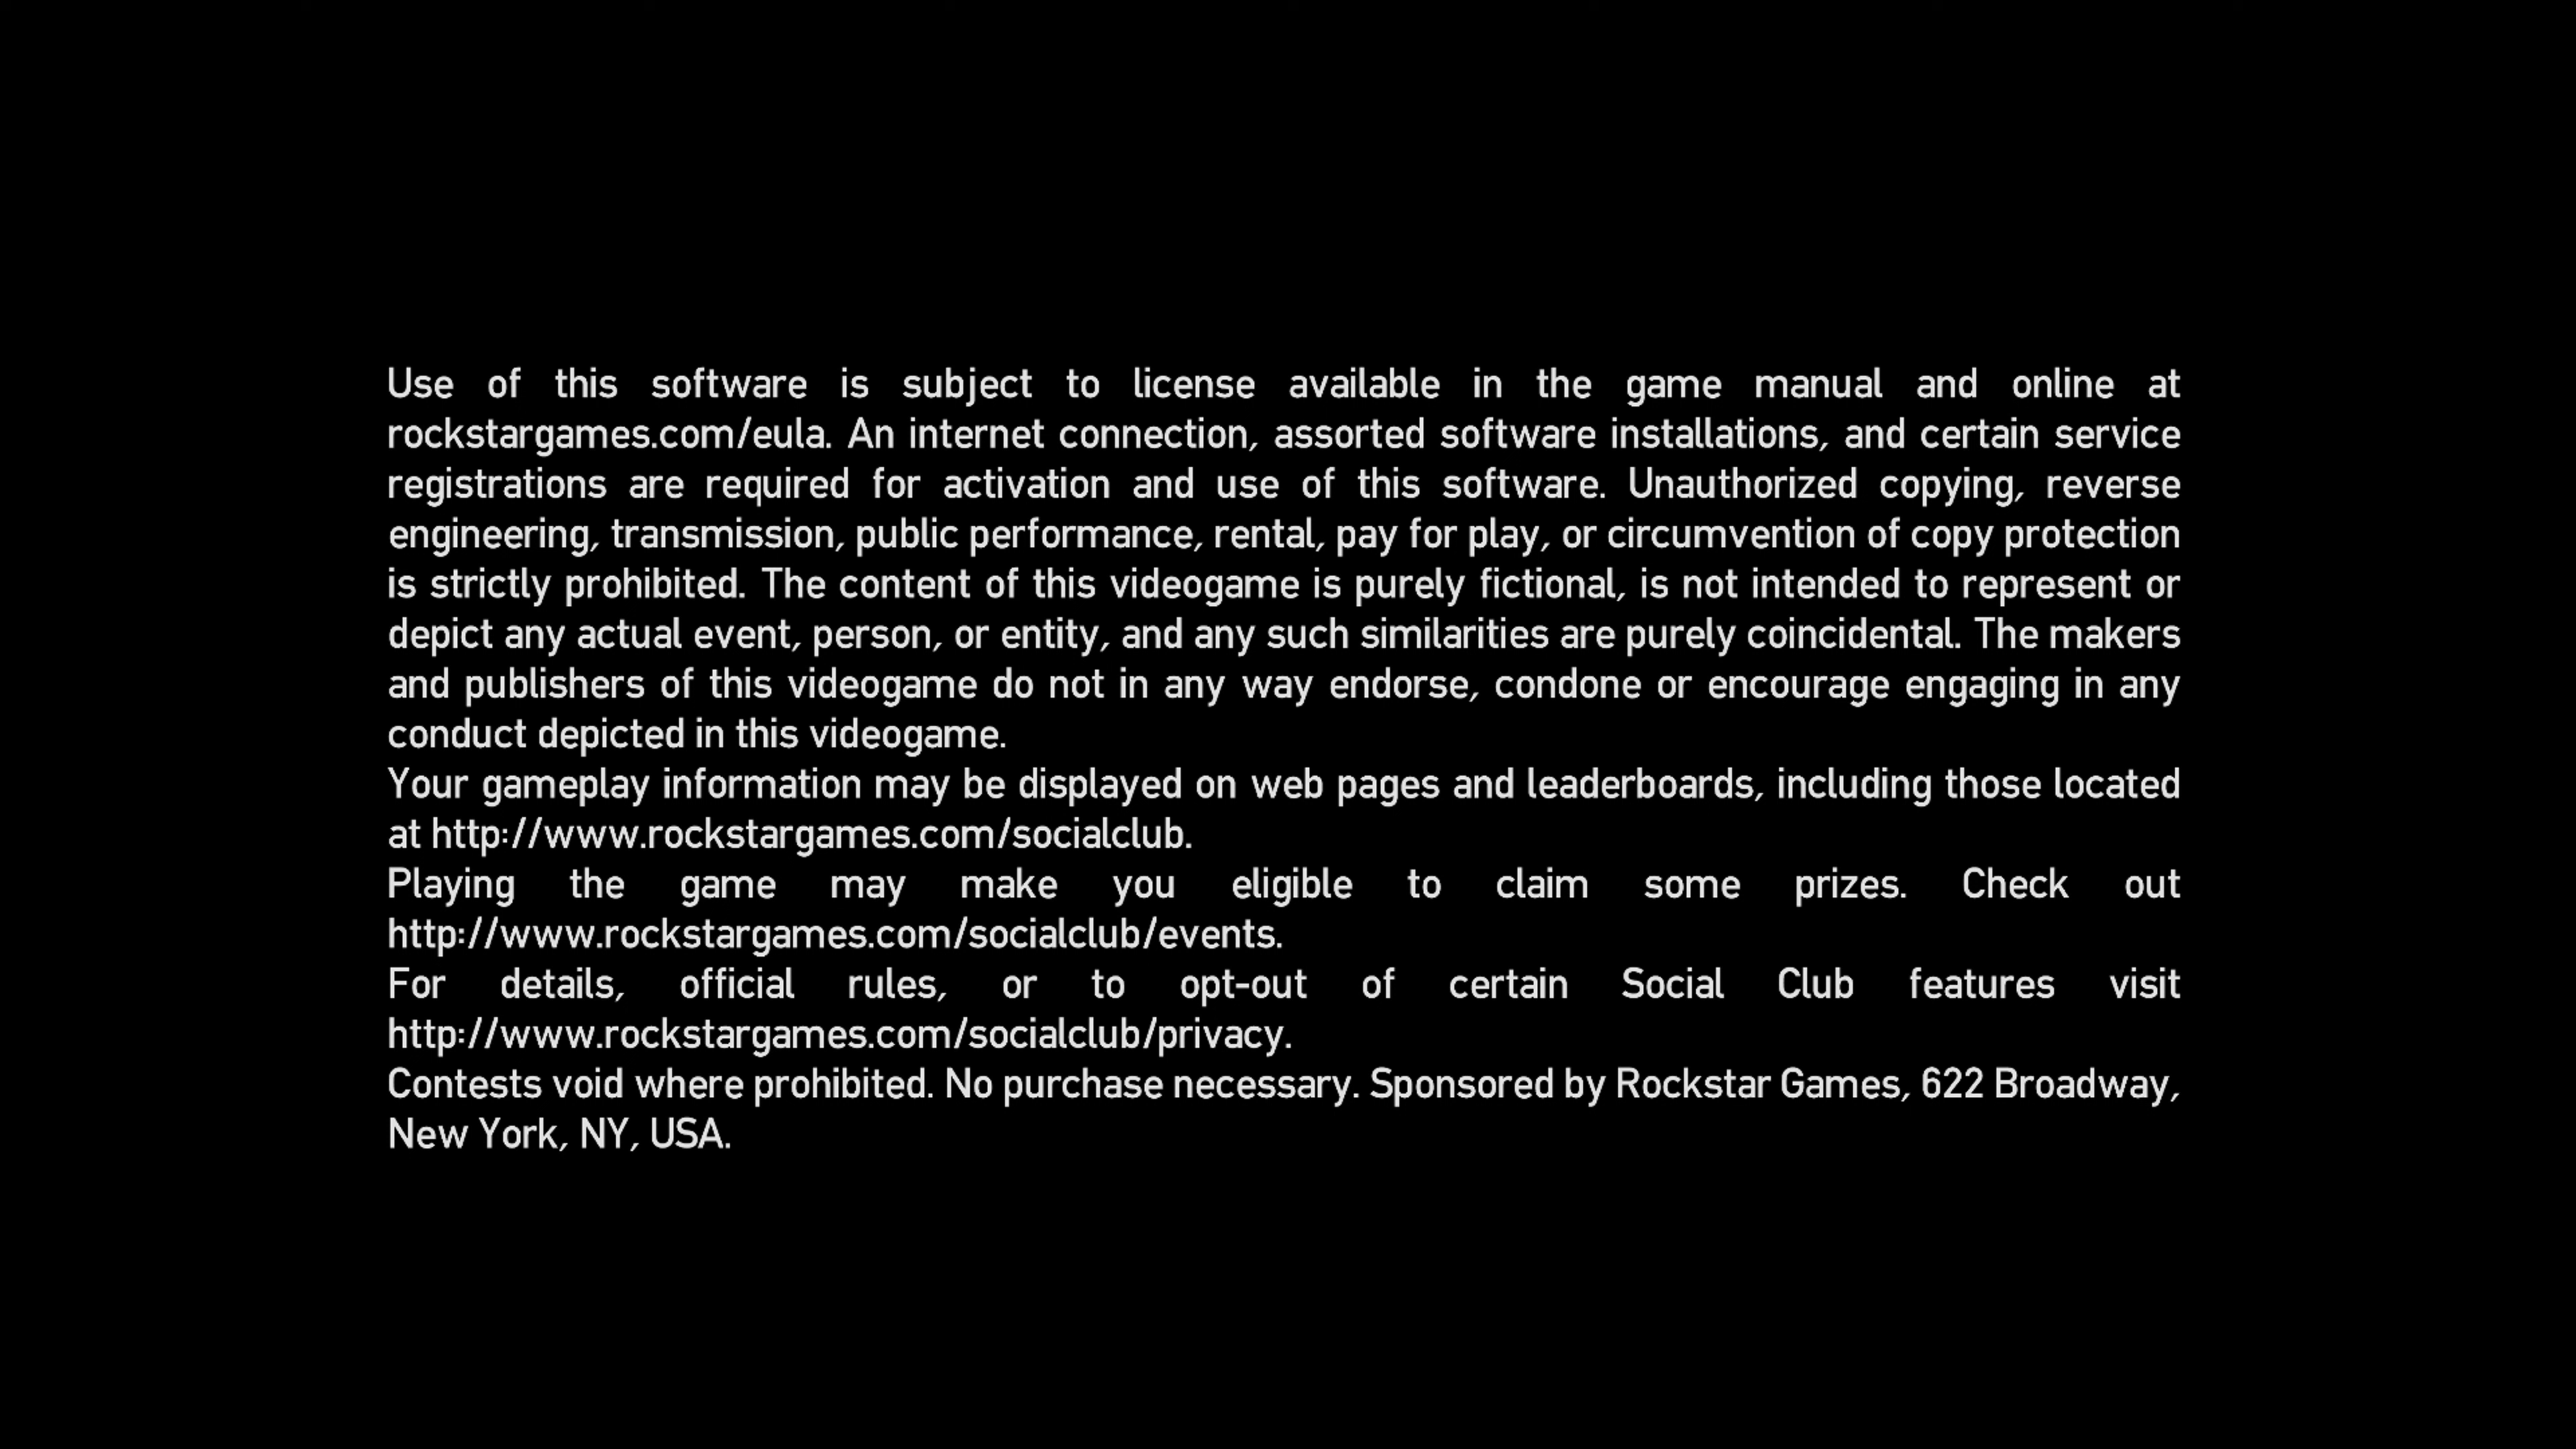 Use of this software is subject to license available in the game manual and online at
rockstargames.com/eula. An internet connection, assorted software installations, and certain service
registrations are required for activation and use of this software. Unauthorized copying, reverse
engineering, transmission, public performance, rental, pay for play, or circumvention of copy protection
is strictly prohibited. The content of this videogame is purely fictional, is not intended to represent or
depict any actual event, person, or entity, and any such similarities are purely coincidental. The makers
and publishers of this videogame do not in any way endorse, condone or encourage engaging in any
conduct depicted in this videogame.
Your gameplay information may be displayed on web pages and leaderboards, including those located
at http://www.rockstargames.com/socialclub.
Playing the game may make you eligible to claim some prizes. Check out
http://www.rockstargames.com/socialclub/events.
For details, official rules, or to opt-out of certain Social Club features visit
http://www.rockstargames.com/socialclub/privacy.
Contests void where prohibited. No purchase necessary. Sponsored by Rockstar Games, 622 Broadway,
New York, NY, USA.